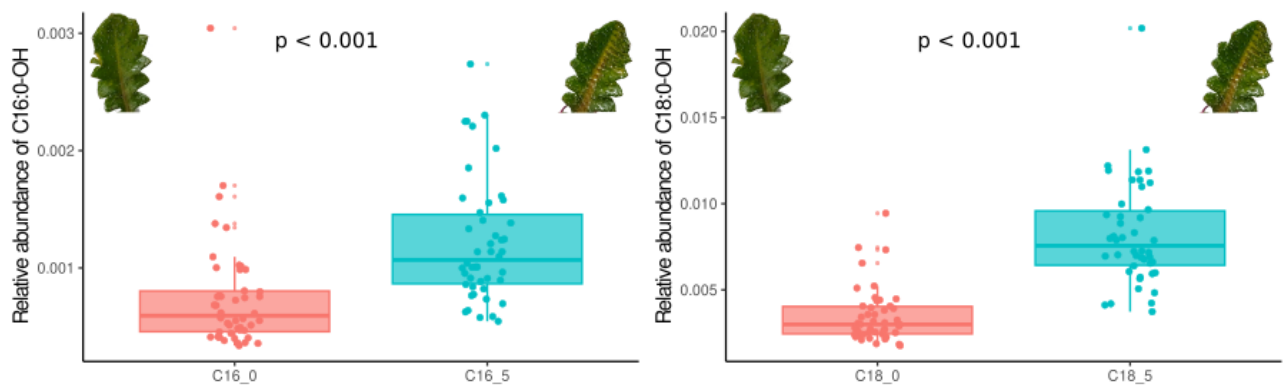 Relative abundance of C16:0-OH
p < 0.001
0.003
0.002
0.001
C16_0
C16_5
Relative abundance of C18:0-OH
p < 0.001
0.020
0.015
0.010
0.005
C18_0
C18_5